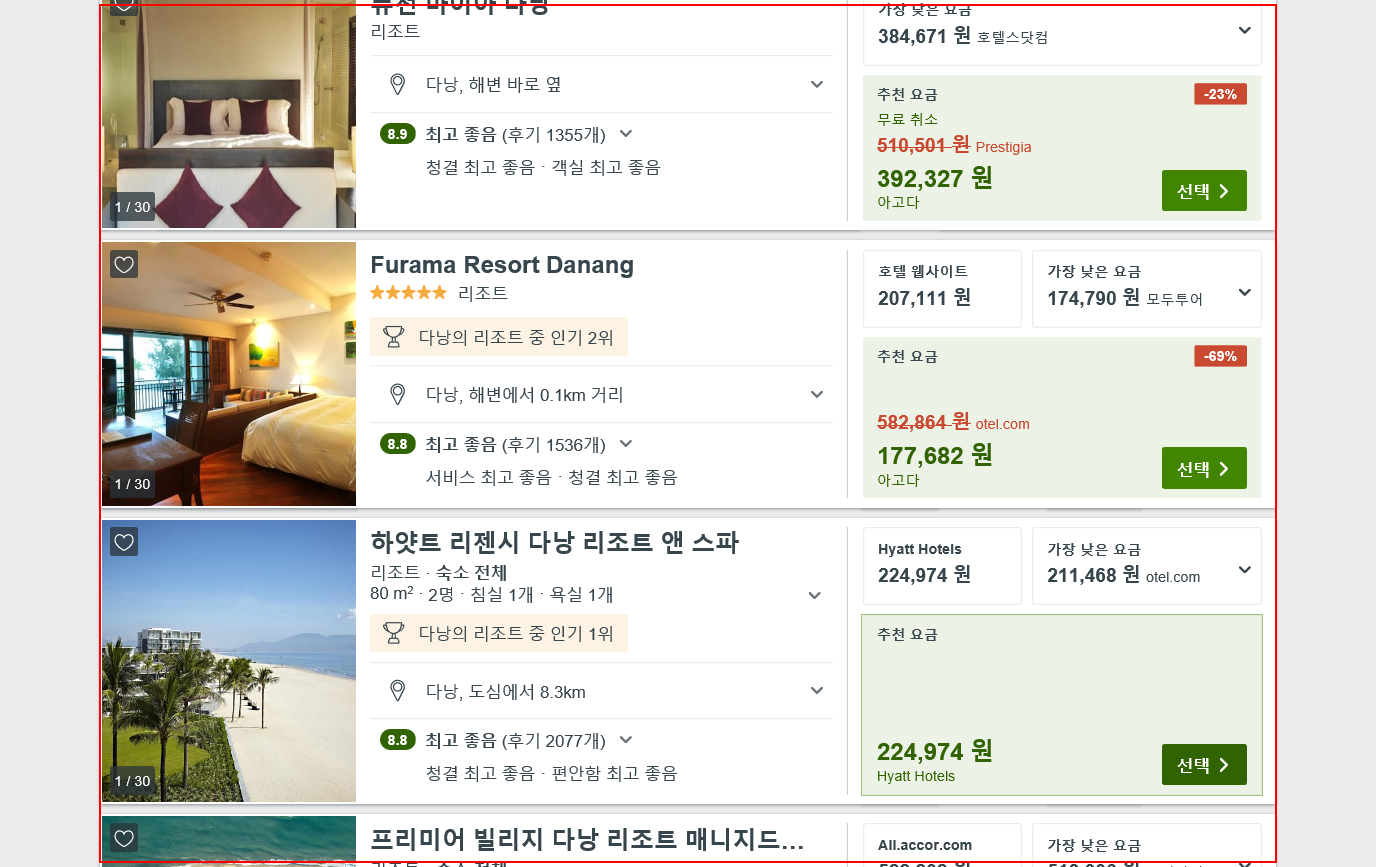 퓨전 마이아 다낭
리조트
다낭, 해변 바로 옆
8.9 최고 좋음 (후기 1355개)
청결 최고 좋음 · 객실 최고 좋음
1 / 30
가장 낮은 요금
384,671 원 호텔스닷컴
추천 요금
-23%
무료 취소
510,501 원 Prestigia
392,327 원
아고다
선택
Furama Resort Danang
리조트
다낭의 리조트 중 인기 2위
다낭, 해변에서 0.1km 거리
8.8 최고 좋음 (후기 1536개)
서비스 최고 좋음 · 청결 최고 좋음
1 / 30
호텔 웹사이트
207,111 원
가장 낮은 요금
174,790 원 모두투어
추천 요금
-69%
582,864 원 otel.com
177,682 원
아고다
선택
하얏트 리젠시 다낭 리조트 앤 스파
리조트 · 숙소 전체
80 m² · 2명 · 침실 1개 · 욕실 1개
다낭의 리조트 중 인기 1위
다낭, 도심에서 8.3km
8.8 최고 좋음 (후기 2077개)
청결 최고 좋음 · 편안함 최고 좋음
1 / 30
Hyatt Hotels
224,974 원
가장 낮은 요금
211,468 원 otel.com
추천 요금
224,974 원
Hyatt Hotels
선택
프리미어 빌리지 다낭 리조트 매니지드...
리조트 · 숙소 전체
All.accor.com
가장 낮은 요금